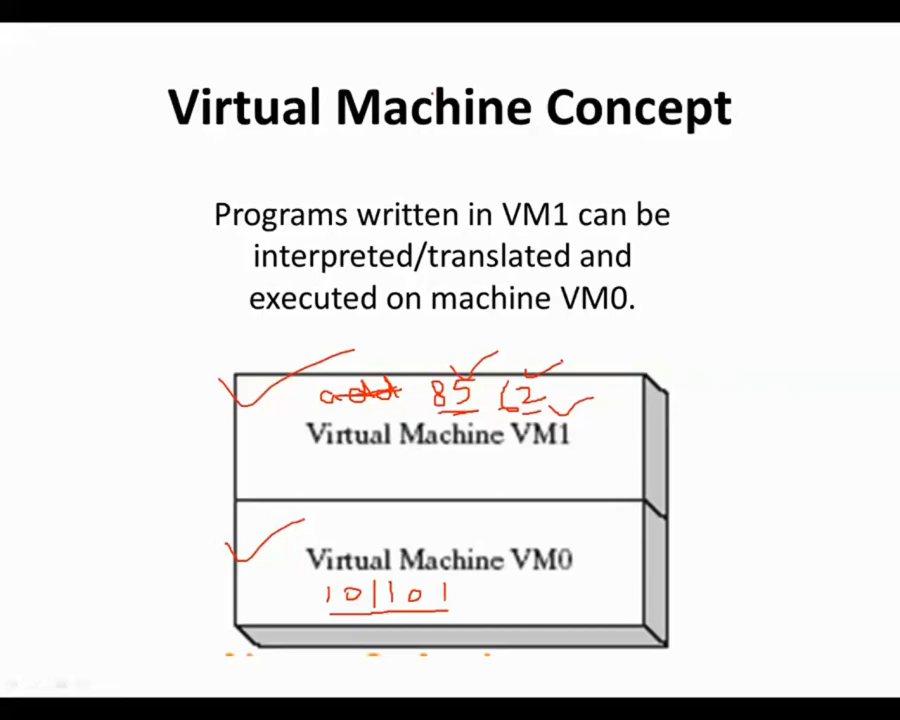 Virtual Machine Concept
Programs written in VM1 can be
interpreted/translated and
executed on machine VM0.
add 85 62
Virtual Machine VM1
Virtual Machine VM0
101101